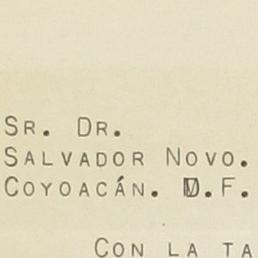 SR. DR.
SALVADOR NOVO.
COYOACÁN. D.F.
CON LA TA